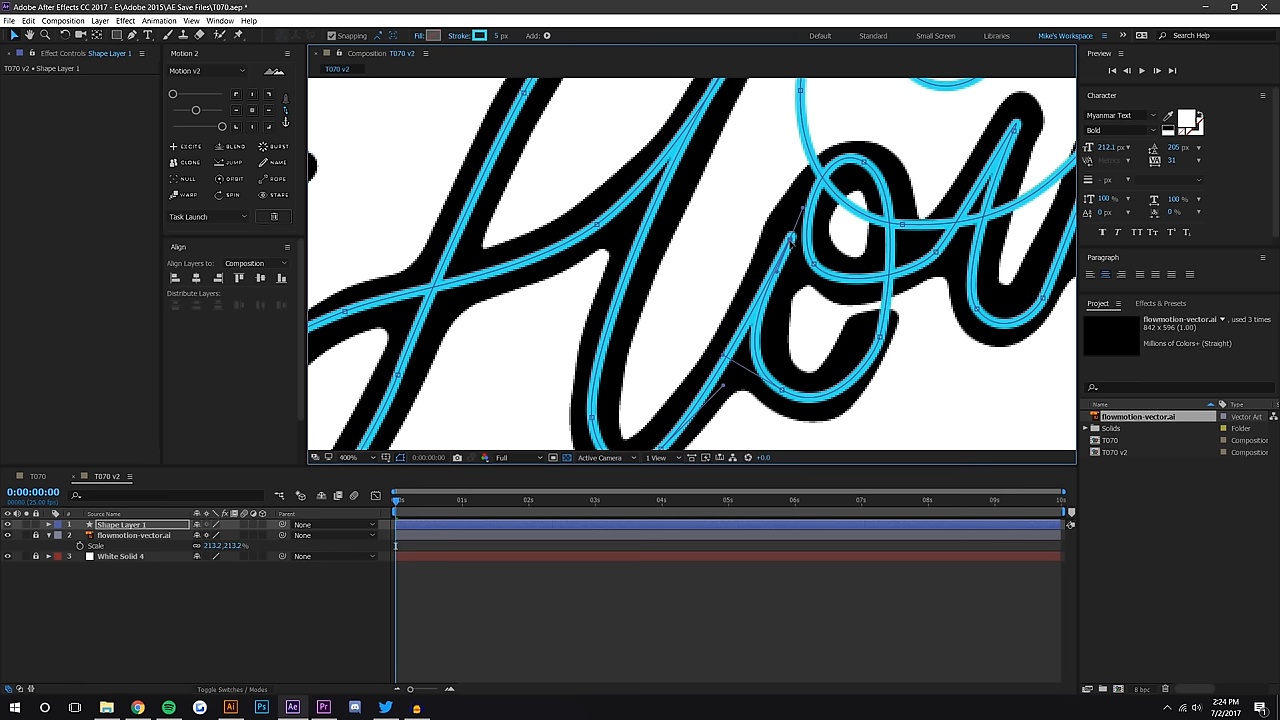 Adobe After Effects CC 2017 - E:\Adobe 2015\AE Save Files\T070.aep *
File Edit Composition Layer Effect Animation View Window Help
Snapping Fill: Stroke: 5 px Add: Default Standard Small Screen Libraries Mike's Workspace Search Help
Effect Controls Shape Layer 1
T070 v2 • Shape Layer 1
Motion 2
Motion v2
EXCITE BLEND BURST
CLONE JUMP NAME
NULL ORBIT ROPE
WARP SPIN STARE
Task Launch
Align
Align Layers to: Composition
Distribute Layers:
Composition T070 v2
T070 v2
400% 0:00:00:00 Full Active Camera 1 View +0.0
Preview
Character
Myanmar Text
Bold
212.1 px 205 px
Metrics 31
- px
100 % 100 %
0 px 0 %
Paragraph
Project Effects & Presets
flowmotion-vector.ai , used 3 times
842 x 596 (1.00)
Millions of Colors+ (Straight)
Name Type
flowmotion-vector.ai Vector Art
Solids Folder
T070 Compositio
T070 v2 Compositio
8 bpc
T070 T070 v2
0:00:00:00
00000 (25.00 fps)
# Source Name Parent
1 Shape Layer 1 None
2 flowmotion-vector.ai None
Scale 213.2,213.2%
3 White Solid 4 None
01s 02s 03s 04s 05s 06s 07s 08s 09s 10s
Toggle Switches / Modes
2:24 PM
7/2/2017